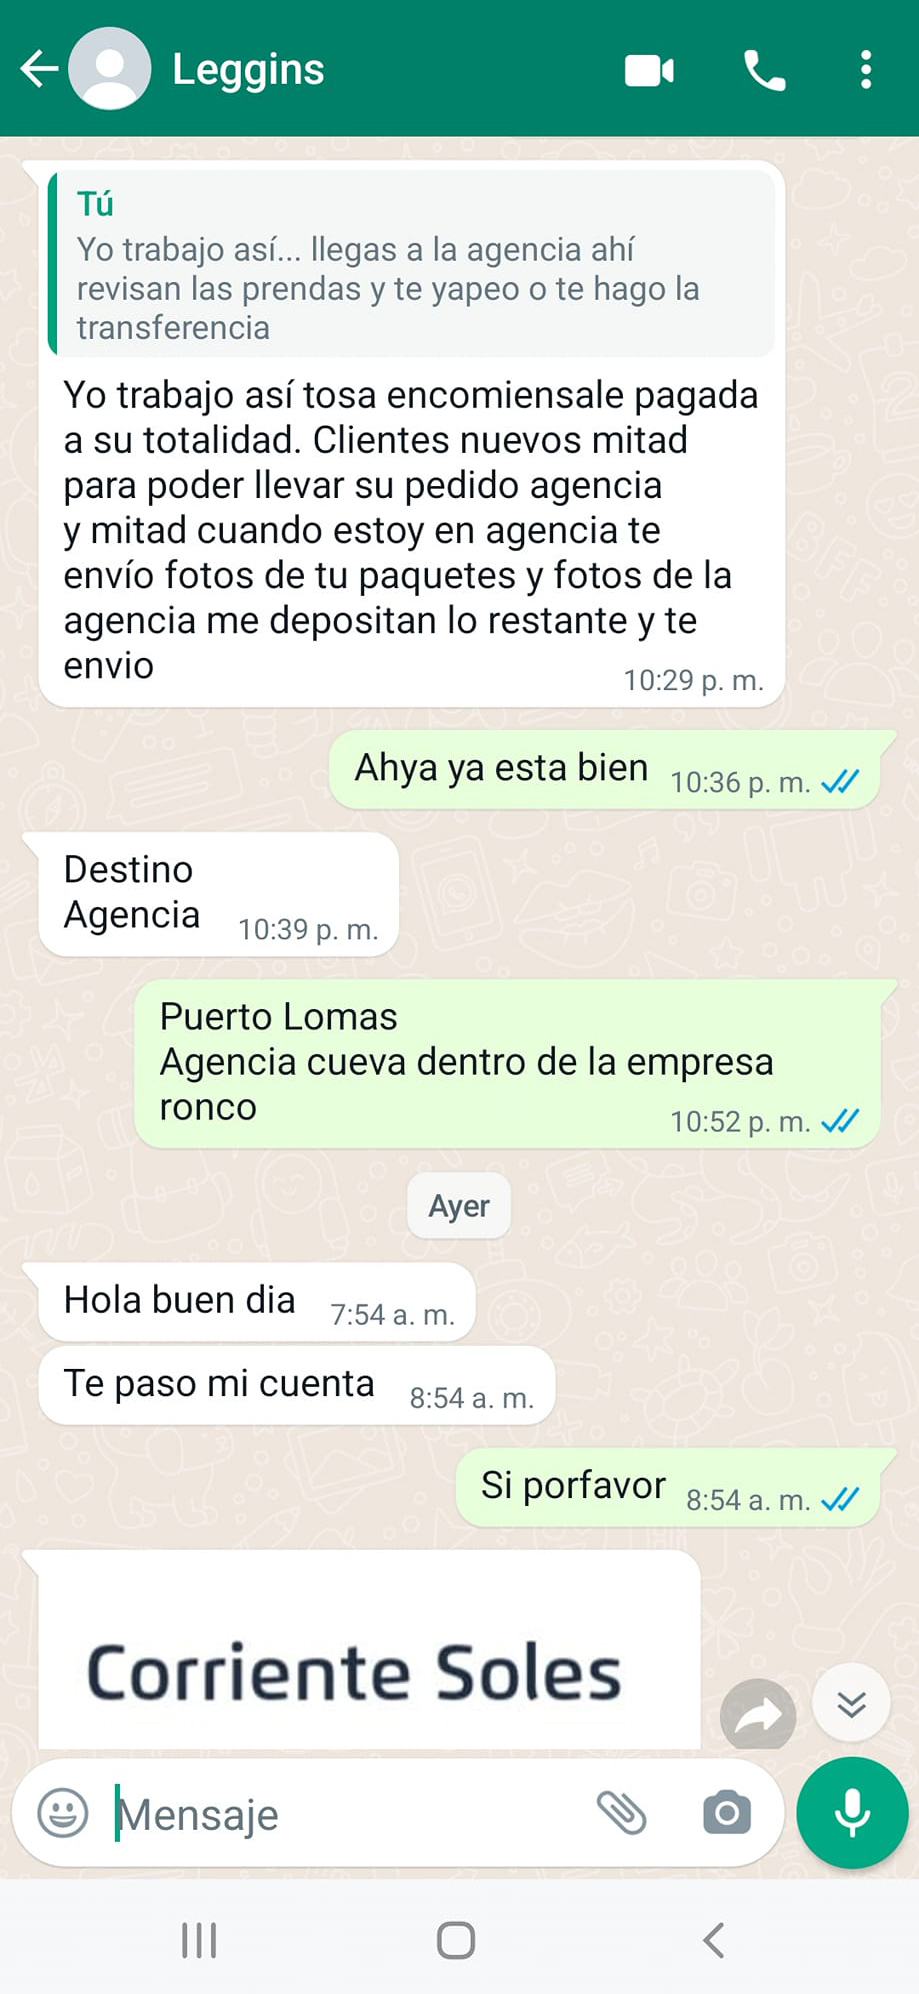 Leggins
Tú
Yo trabajo así... llegas a la agencia ahí
revisan las prendas y te yapeo o te hago la
transferencia
Yo trabajo así tosa encomiensale pagada
a su totalidad. Clientes nuevos mitad
para poder llevar su pedido agencia
y mitad cuando estoy en agencia te
envío fotos de tu paquetes y fotos de la
agencia me depositan lo restante y te
envio
10:29 p. m.
Ahya ya esta bien 10:36 p. m.
Destino
Agencia 10:39 p. m.
Puerto Lomas
Agencia cueva dentro de la empresa
ronco 10:52 p. m.
Ayer
Hola buen dia 7:54 a. m.
Te paso mi cuenta 8:54 a. m.
Si porfavor 8:54 a. m.
Corriente Soles
Mensaje